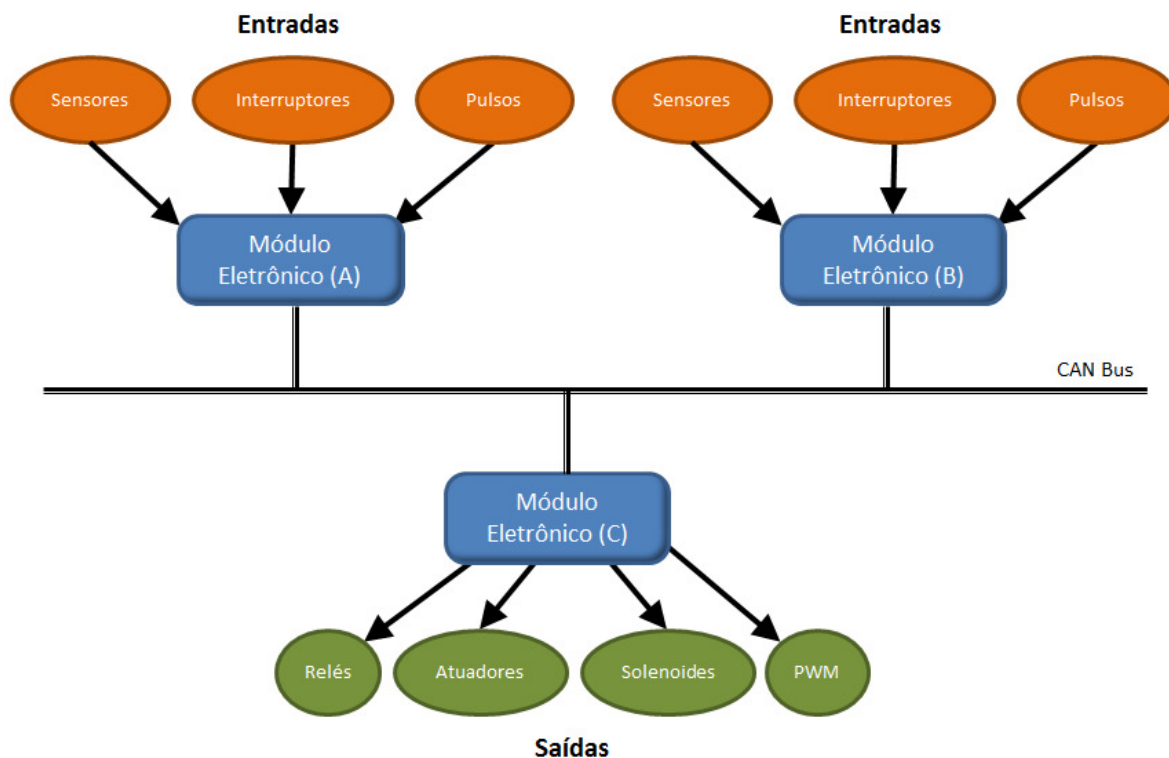 Entradas
Entradas
Sensores
Interruptores
Pulsos
Sensores
Interruptores
Pulsos
Módulo
Eletrônico (A)
Módulo
Eletrônico (B)
CAN Bus
Módulo
Eletrônico (C)
Relés
Atuadores
Solenoides
PWM
Saídas